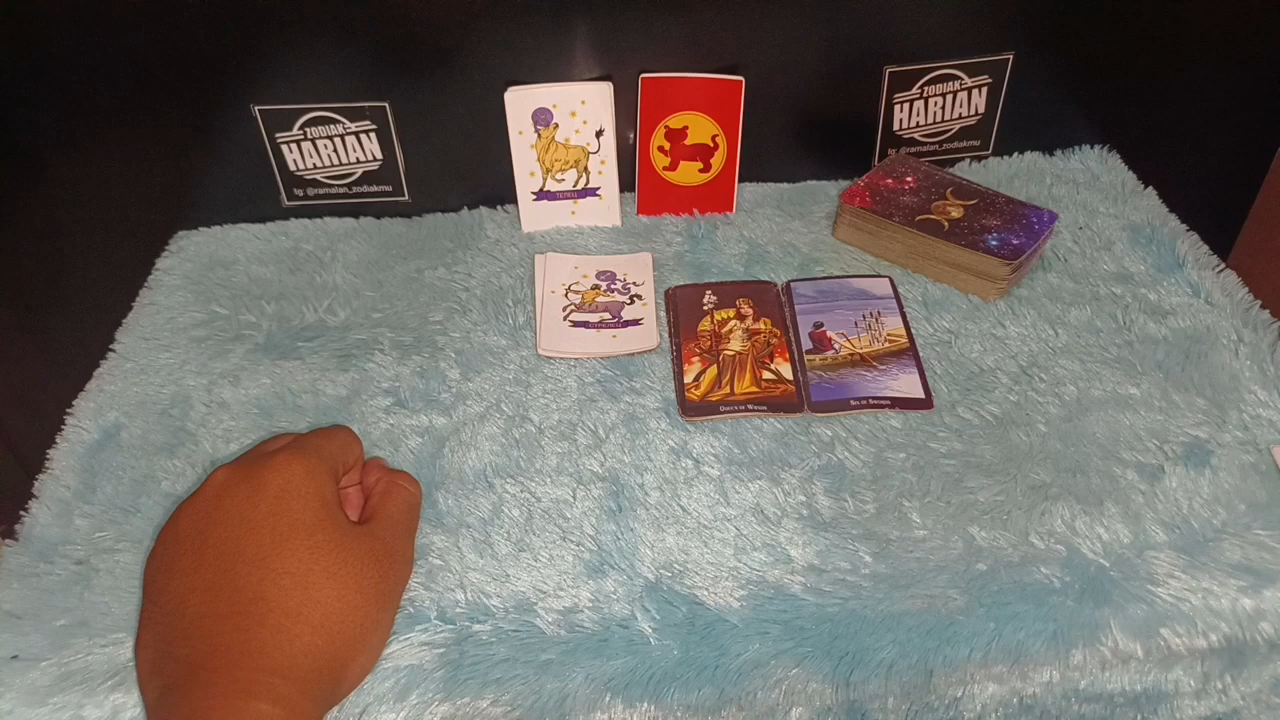 ZODIAK
HARIAN
Ig: @ramalan_zodiakmu
ТЕЛЕЦ
ZODIAK
HARIAN
Ig: @ramalan_zodiakmu
СТРЕЛЕЦ
QUEEN OF WANDS
SIX OF SWORDS